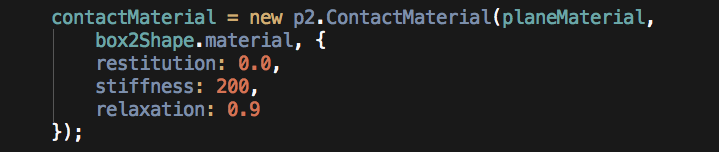 contactMaterial = new p2.ContactMaterial(planeMaterial,
box2Shape.material, {
restitution: 0.0,
stiffness: 200,
relaxation: 0.9
});